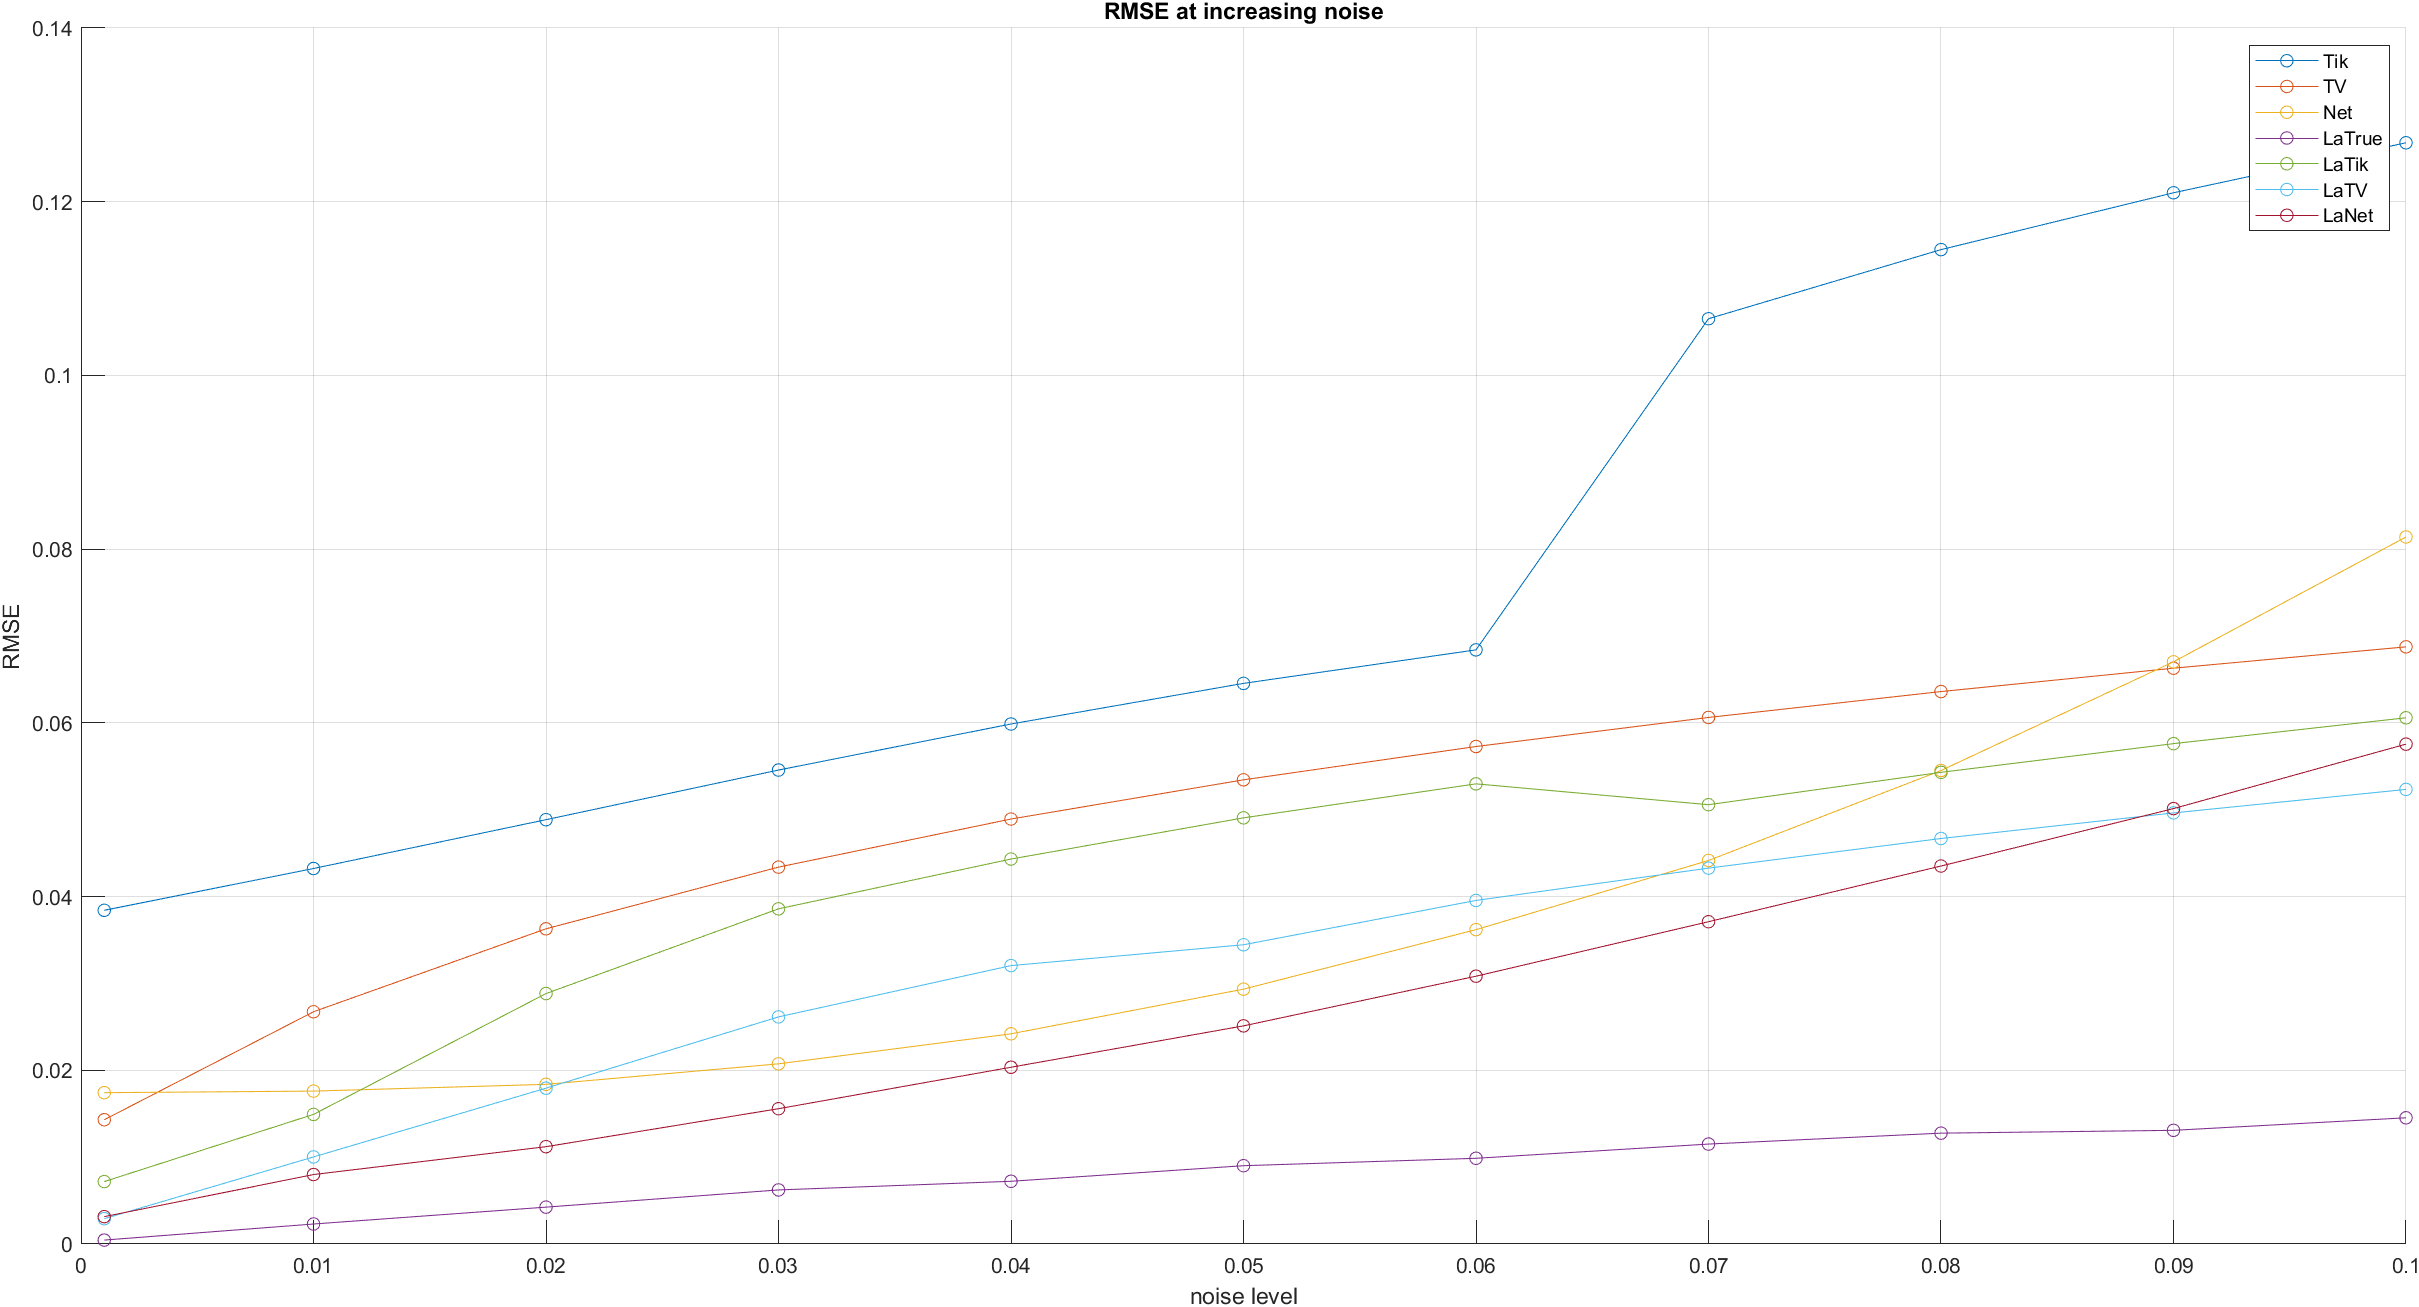 RMSE at increasing noise
0.14
0.12
0.1
0.08
0.06
0.04
0.02
0
RMSE
Tik
TV
Net
LaTrue
LaTik
LaTV
LaNet
0 0.01 0.02 0.03 0.04 0.05 0.06 0.07 0.08 0.09 0.1
noise level